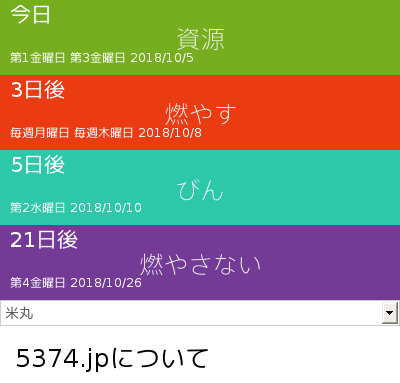 今日
資源
第1金曜日 第3金曜日 2018/10/5
3日後
燃やす
毎週月曜日 毎週木曜日 2018/10/8
5日後
びん
第2水曜日 2018/10/10
21日後
燃やさない
第4金曜日 2018/10/26
米丸
5374.jpについて